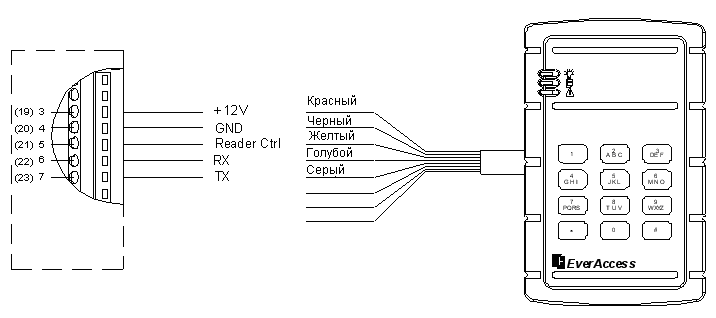 (19) 3 +12V
(20) 4 GND
(21) 5 Reader Ctrl
(22) 6 RX
(23) 7 TX
Красный
Черный
Желтый
Голубой
Серый
1
2 ABC
3 DEF
4 GHI
5 JKL
6 MNO
7 PQRS
8 TUV
9 WXYZ
*
0
#
EverAccess